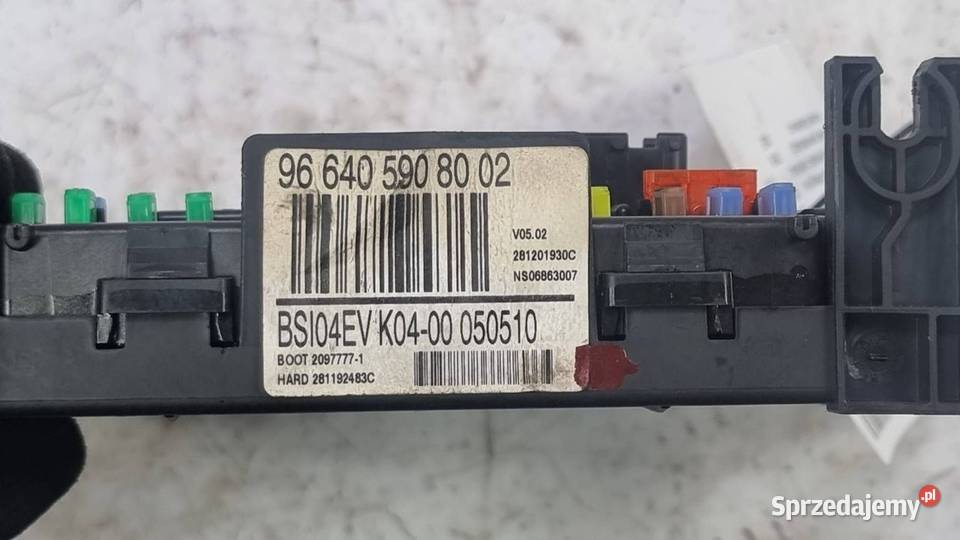 96 640 590 80 02
V05.02
281201930C
NS06863007
BSI04EV K04-00 050510
BOOT 2097777-1
HARD 281192483C
Sprzedajemy.pl